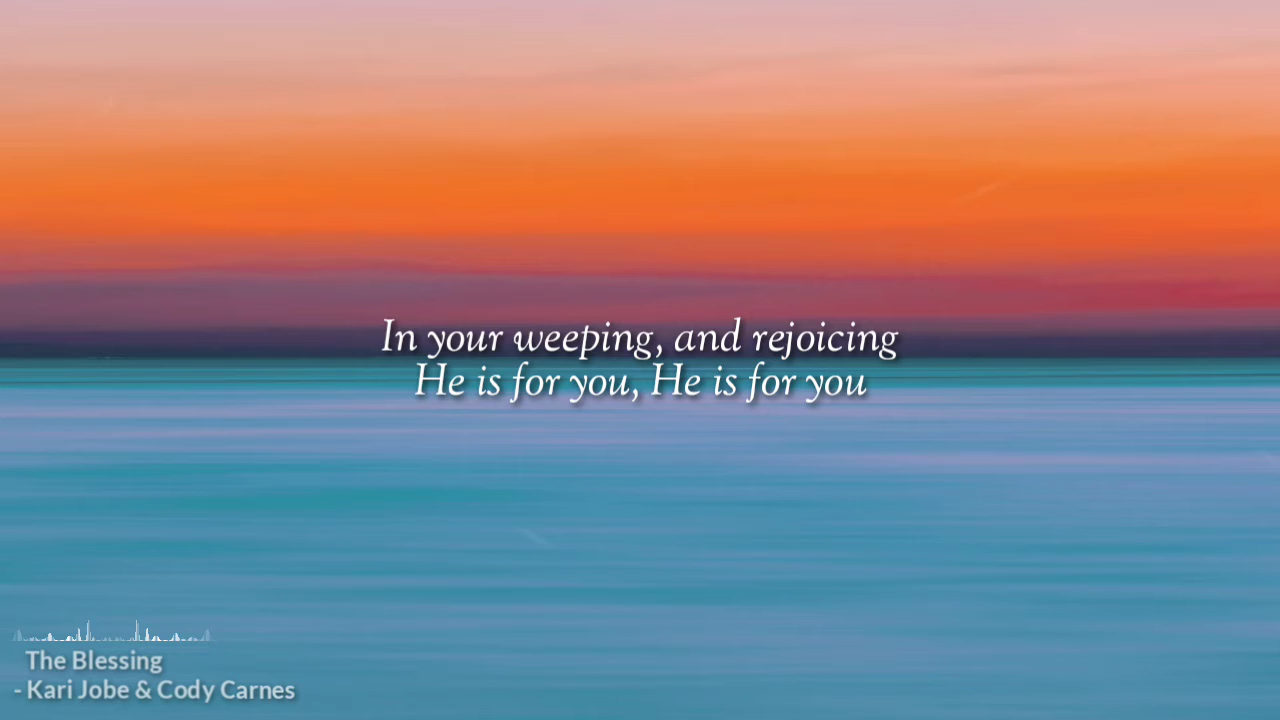 In your weeping, and rejoicing
He is for you, He is for you
The Blessing
- Kari Jobe & Cody Carnes